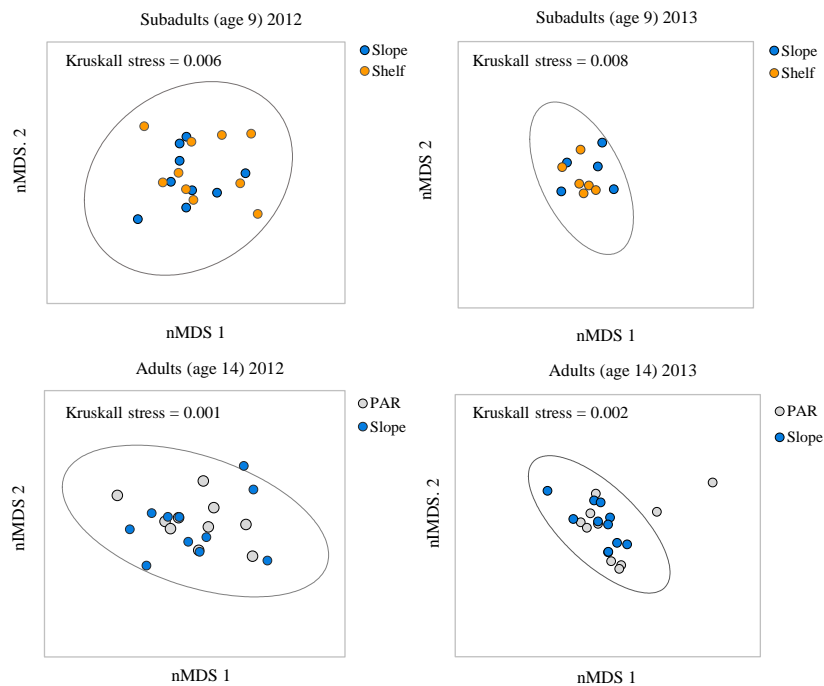 Subadults (age 9) 2012
Kruskall stress = 0.006
Slope
Shelf
nMDS. 2
nMDS 1
Subadults (age 9) 2013
Kruskall stress = 0.008
Slope
Shelf
nMDS 2
nMDS 1
Adults (age 14) 2012
Kruskall stress = 0.001
PAR
Slope
nIMDS 2
nMDS 1
Adults (age 14) 2013
Kruskall stress = 0.002
PAR
Slope
nIMDS 2
nMDS 1